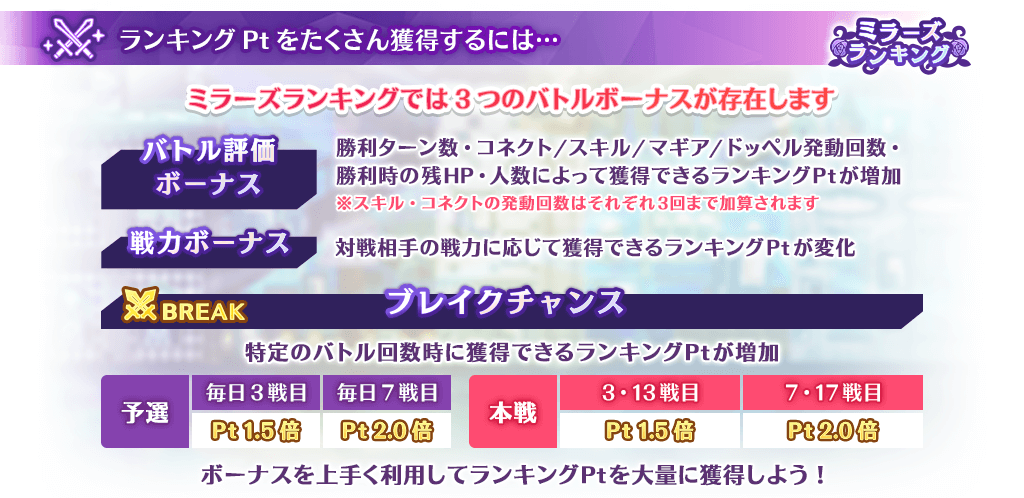 ランキングPtをたくさん獲得するには…
ミラーズ
ランキング
ミラーズランキングでは3つのバトルボーナスが存在します
バトル評価
ボーナス
勝利ターン数・コネクト/スキル/マギア/ドッペル発動回数・
勝利時の残HP・人数によって獲得できるランキングPtが増加
※スキル・コネクトの発動回数はそれぞれ3回まで加算されます
戦力ボーナス
対戦相手の戦力に応じて獲得できるランキングPtが変化
BREAK ブレイクチャンス
特定のバトル回数時に獲得できるランキングPtが増加
予選
毎日3戦目 毎日7戦目
Pt1.5倍 Pt2.0倍
本戦
3・13戦目 7・17戦目
Pt1.5倍 Pt2.0倍
ボーナスを上手く利用してランキングPtを大量に獲得しよう!